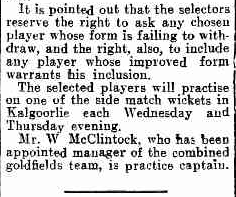 It is pointed out that the selectors
reserve the right to ask any chosen
player whose form is failing to with-
draw, and the right, also, to include
any player whose improved form
warrants his inclusion.
The selected players will practise
on one of the side match wickets in
Kalgoorlie each Wednesday and
Thursday evening.
Mr. W McClintock, who has been
appointed manager of the combined
goldfields team, is practice captain.